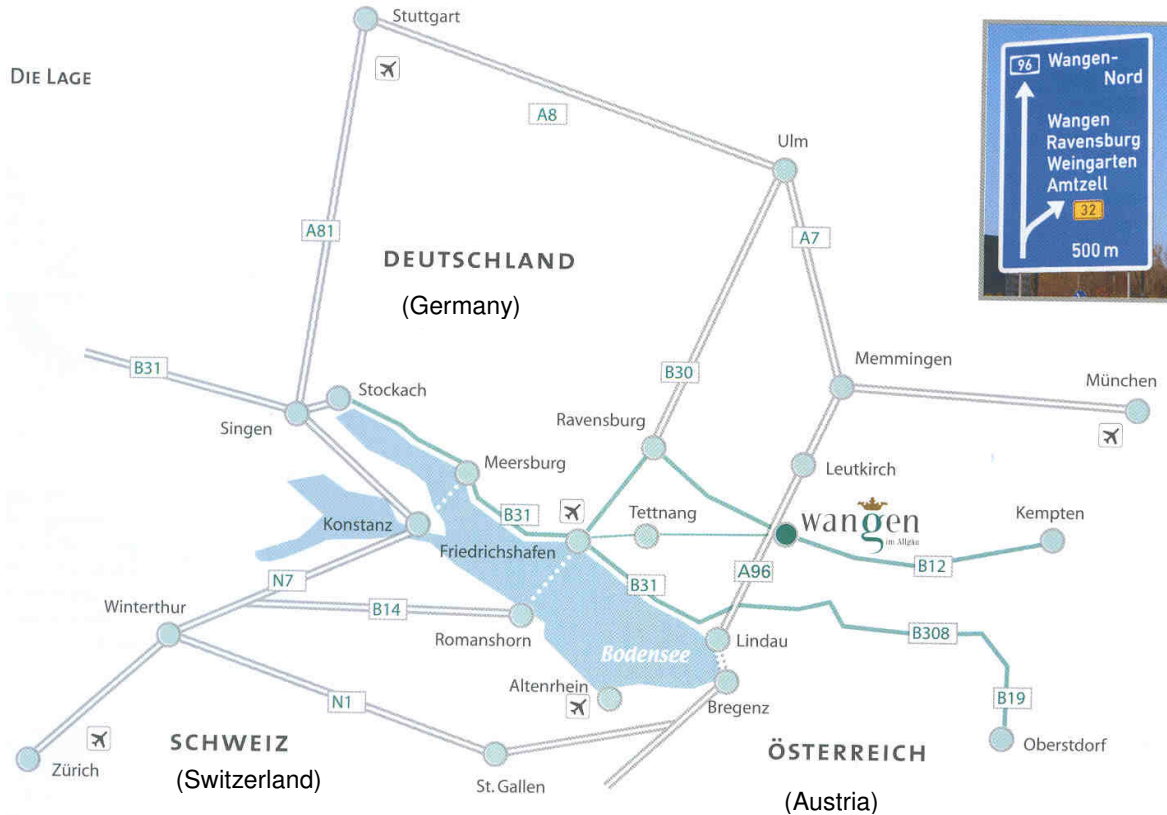 Stuttgart
DIE LAGE
A8
Ulm
A81
A7
DEUTSCHLAND
(Germany)
96 Wangen-
Nord
Wangen
Ravensburg
Weingarten
Amtzell
32
500 m
B31
Stockach
B30
Memmingen
München
Singen
Ravensburg
Meersburg
Leutkirch
Konstanz
B31
Tettnang
wangen
im Allgäu
Kempten
Friedrichshafen
A96
B12
N7
B31
Winterthur
B14
Romanshorn
Lindau
B308
Bodensee
Altenrhein
Bregenz
N1
B19
SCHWEIZ
(Switzerland)
ÖSTERREICH
(Austria)
Oberstdorf
Zürich
St. Gallen